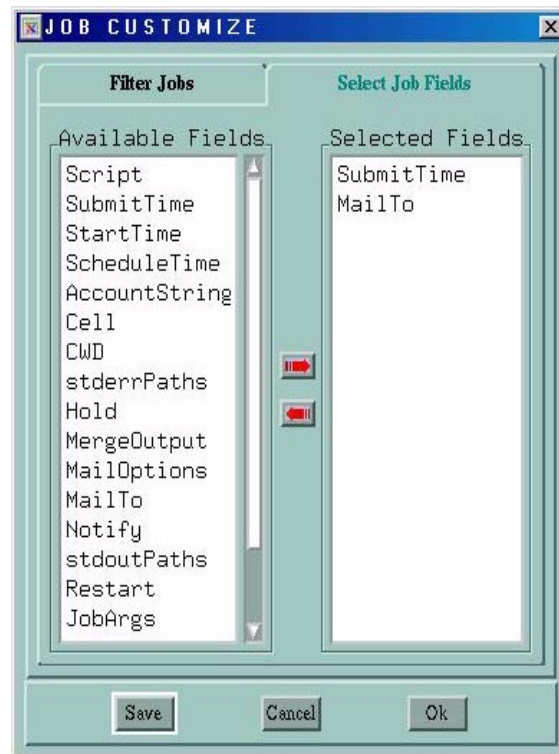 JOB CUSTOMIZE
Filter Jobs
Select Job Fields
Available Fields
Script
SubmitTime
StartTime
ScheduleTime
AccountString
Cell
CWD
stderrPaths
Hold
MergeOutput
MailOptions
MailTo
Notify
stdoutPaths
Restart
JobArgs
Selected Fields
SubmitTime
MailTo
Save
Cancel
Ok